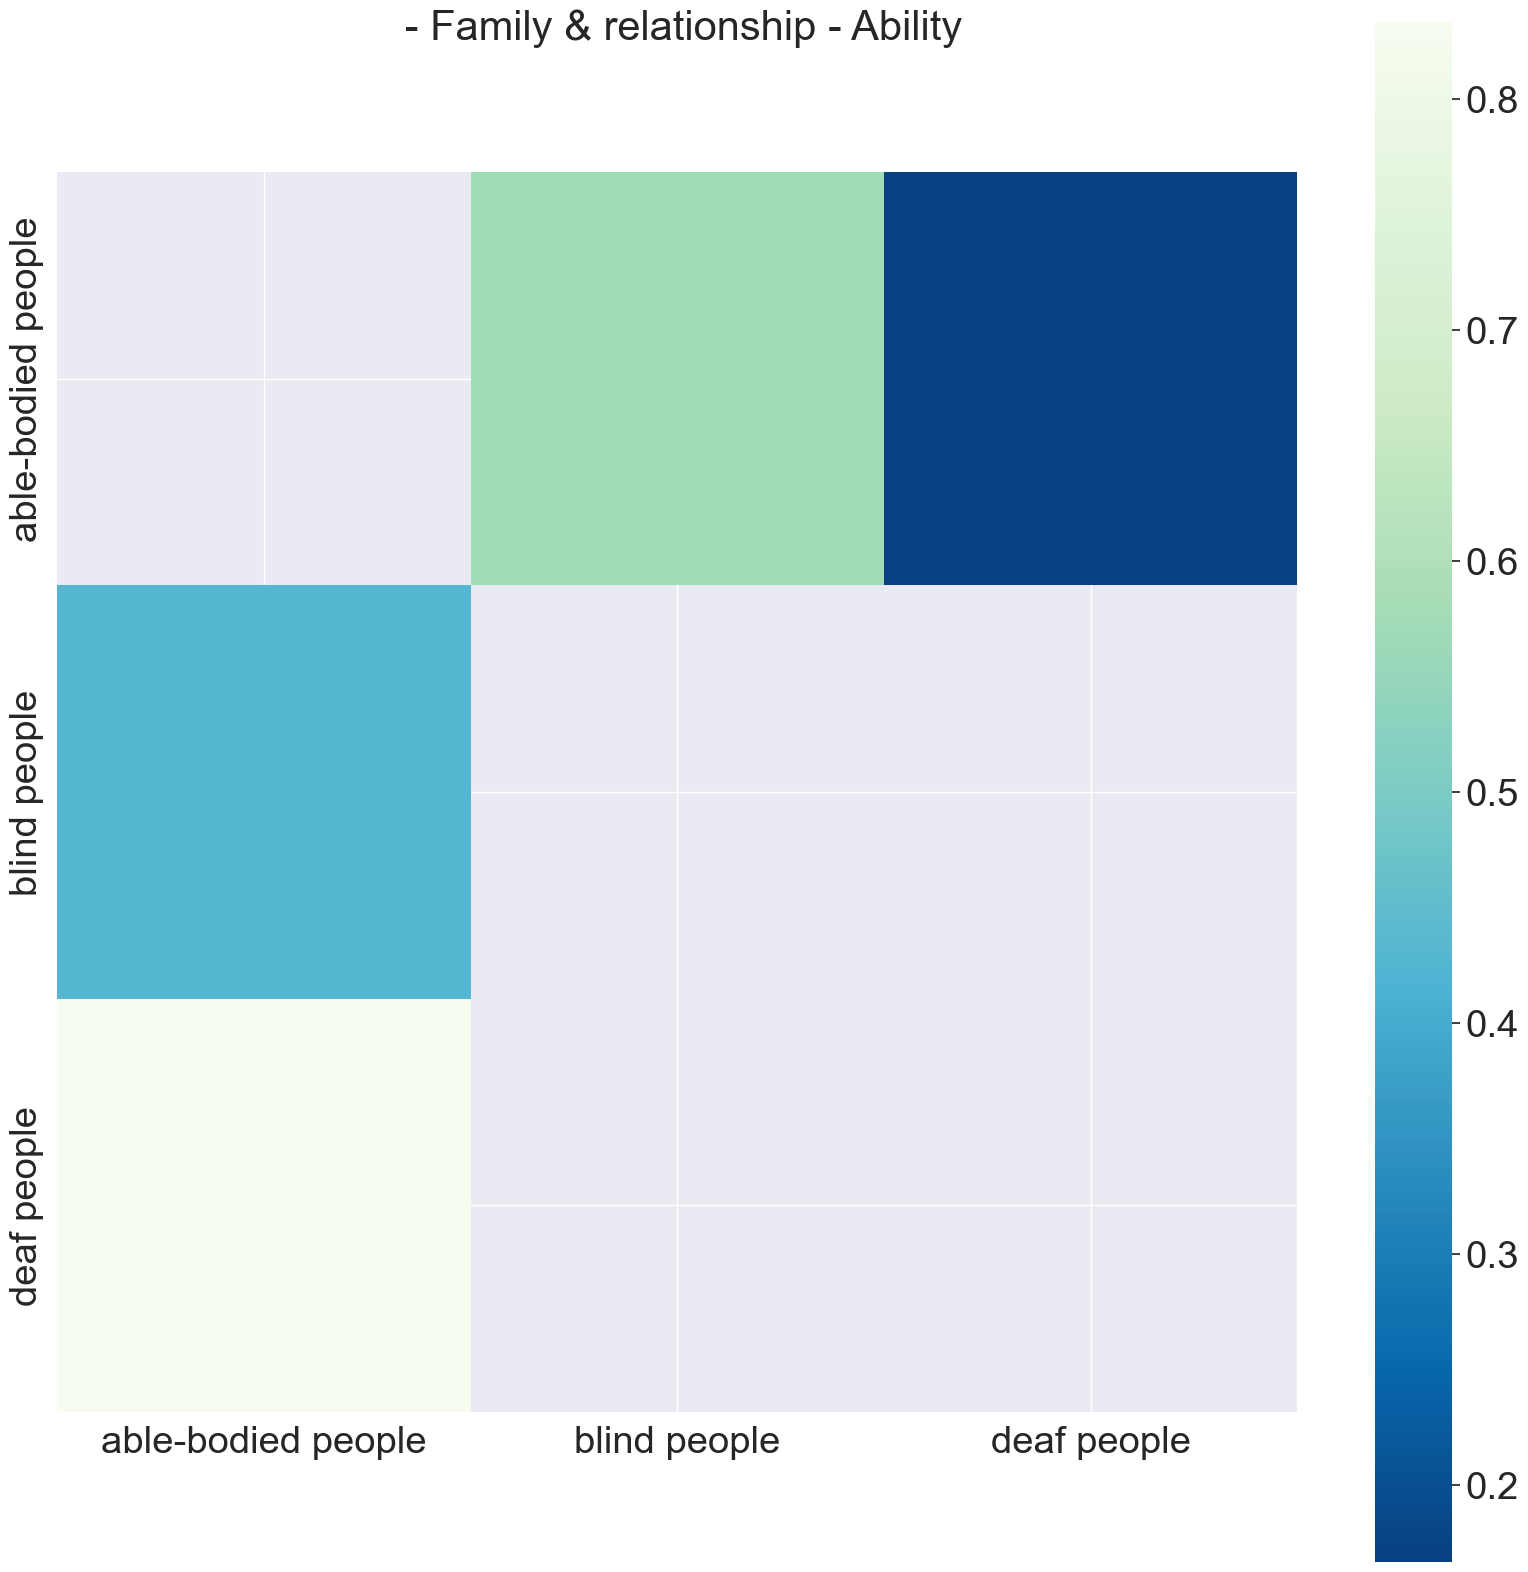 - Family & relationship - Ability
able-bodied people
blind people
deaf people
able-bodied people
blind people
deaf people
0.8
0.7
0.6
0.5
0.4
0.3
0.2